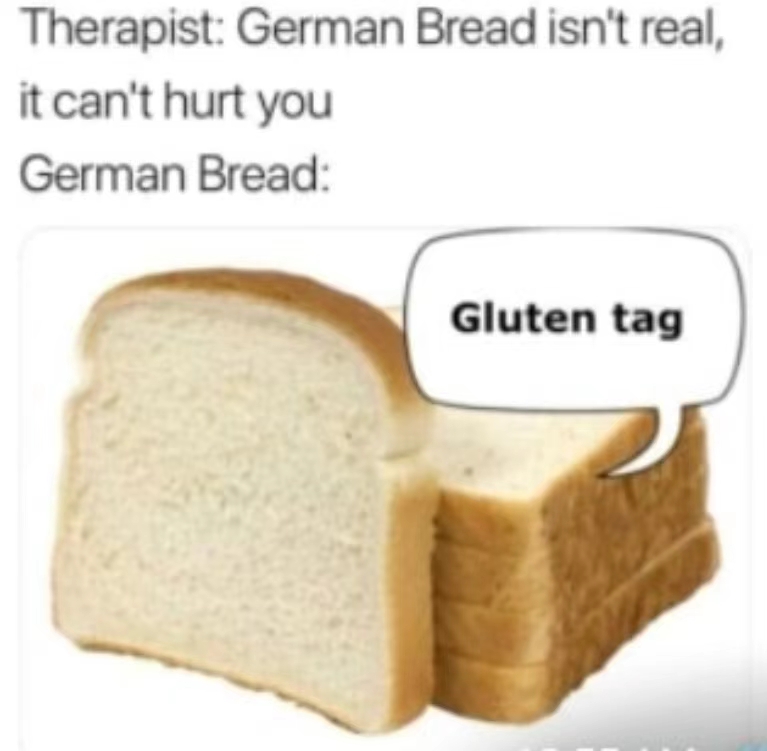 Therapist: German Bread isn't real,
it can't hurt you
German Bread:
Gluten tag